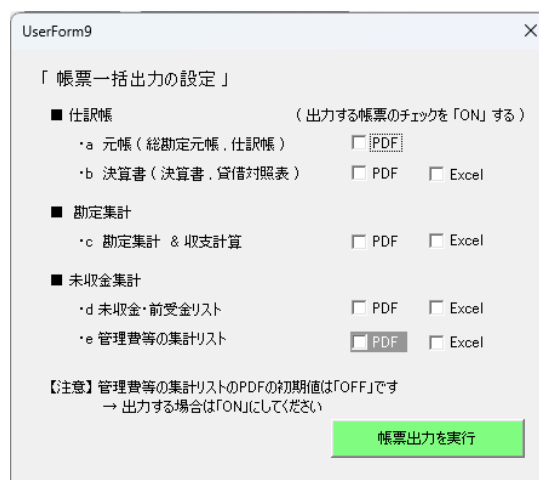 UserForm9
「 帳票一括出力の設定 」
■ 仕訳帳 ( 出力する帳票のチェックを 「ON」 する )
・a 元帳 ( 総勘定元帳 , 仕訳帳 ) PDF
・b 決算書 ( 決算書 , 貸借対照表 ) PDF Excel
■ 勘定集計
・c 勘定集計 & 収支計算 PDF Excel
■ 未収金集計
・d 未収金・前受金リスト PDF Excel
・e 管理費等の集計リスト PDF Excel
【注意】 管理費等の集計リストのPDFの初期値は「OFF」です
→ 出力する場合は「ON」にしてください
帳票出力を実行